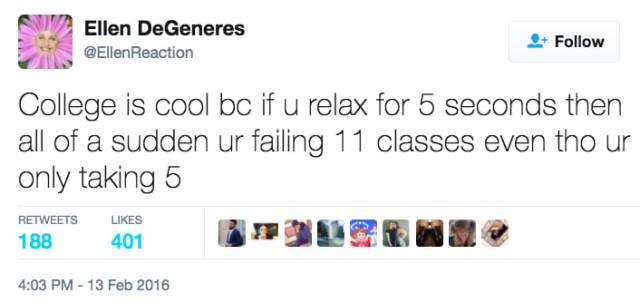 Ellen DeGeneres
@EllenReaction
Follow
College is cool bc if u relax for 5 seconds then
all of a sudden ur failing 11 classes even tho ur
only taking 5
RETWEETS LIKES
188 401
4:03 PM - 13 Feb 2016